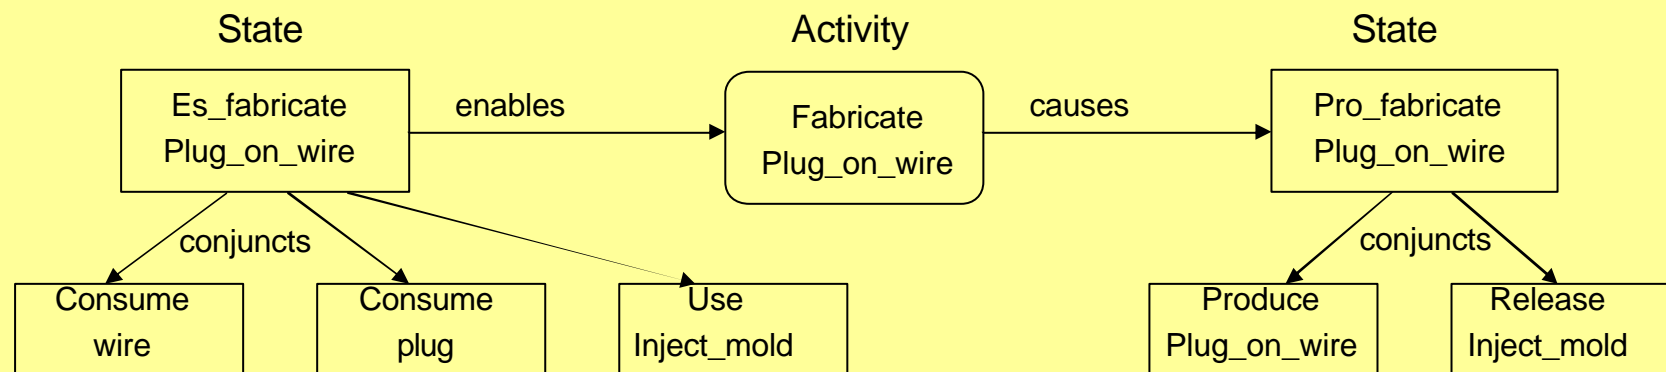 State
Activity
State
Es_fabricate
Plug_on_wire
enables
Fabricate
Plug_on_wire
causes
Pro_fabricate
Plug_on_wire
conjuncts
conjuncts
Consume
wire
Consume
plug
Use
Inject_mold
Produce
Plug_on_wire
Release
Inject_mold